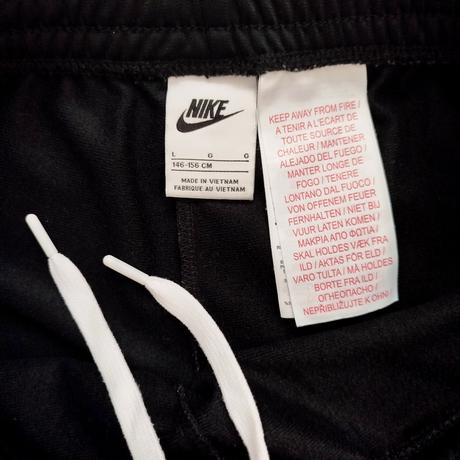 NIKE
L G G
146-156 CM
MADE IN VIETNAM
FABRIQUÉ AU VIETNAM
KEEP AWAY FROM FIRE /
A TENIR A L'ECART DE
TOUTE SOURCE DE
CHALEUR / MANTENER
ALEJADO DEL FUEGO /
MANTER LONGE DE
FOGO / TENERE
LONTANO DAL FUOCO /
VON OFFENEM FEUER
FERNHALTEN / NIET BIJ
VUUR LATEN KOMEN /
ΜΑΚΡΙΑ ΑΠΟ ΦΩΤΙΑ /
SKAL HOLDES VÆK FRA
ILD / AKTAS FÖR ELD /
VARO TULTA / MÅ HOLDES
BORTE FRA ILD /
ОГНЕОПАСНО /
NEPŘIBLIŽUJTE K OHNI /